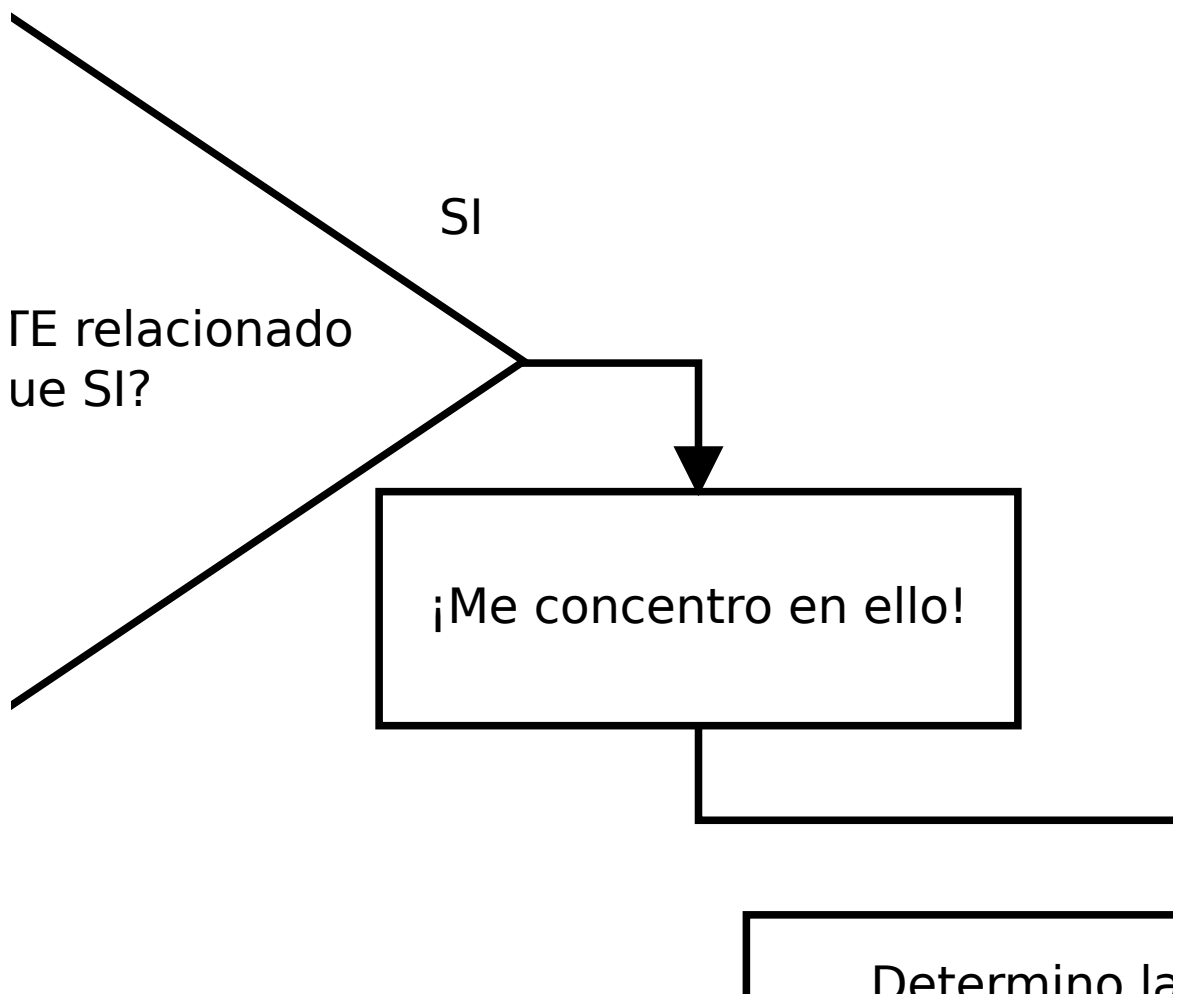 SI
TE relacionado
ue SI?
¡Me concentro en ello!
Determino la